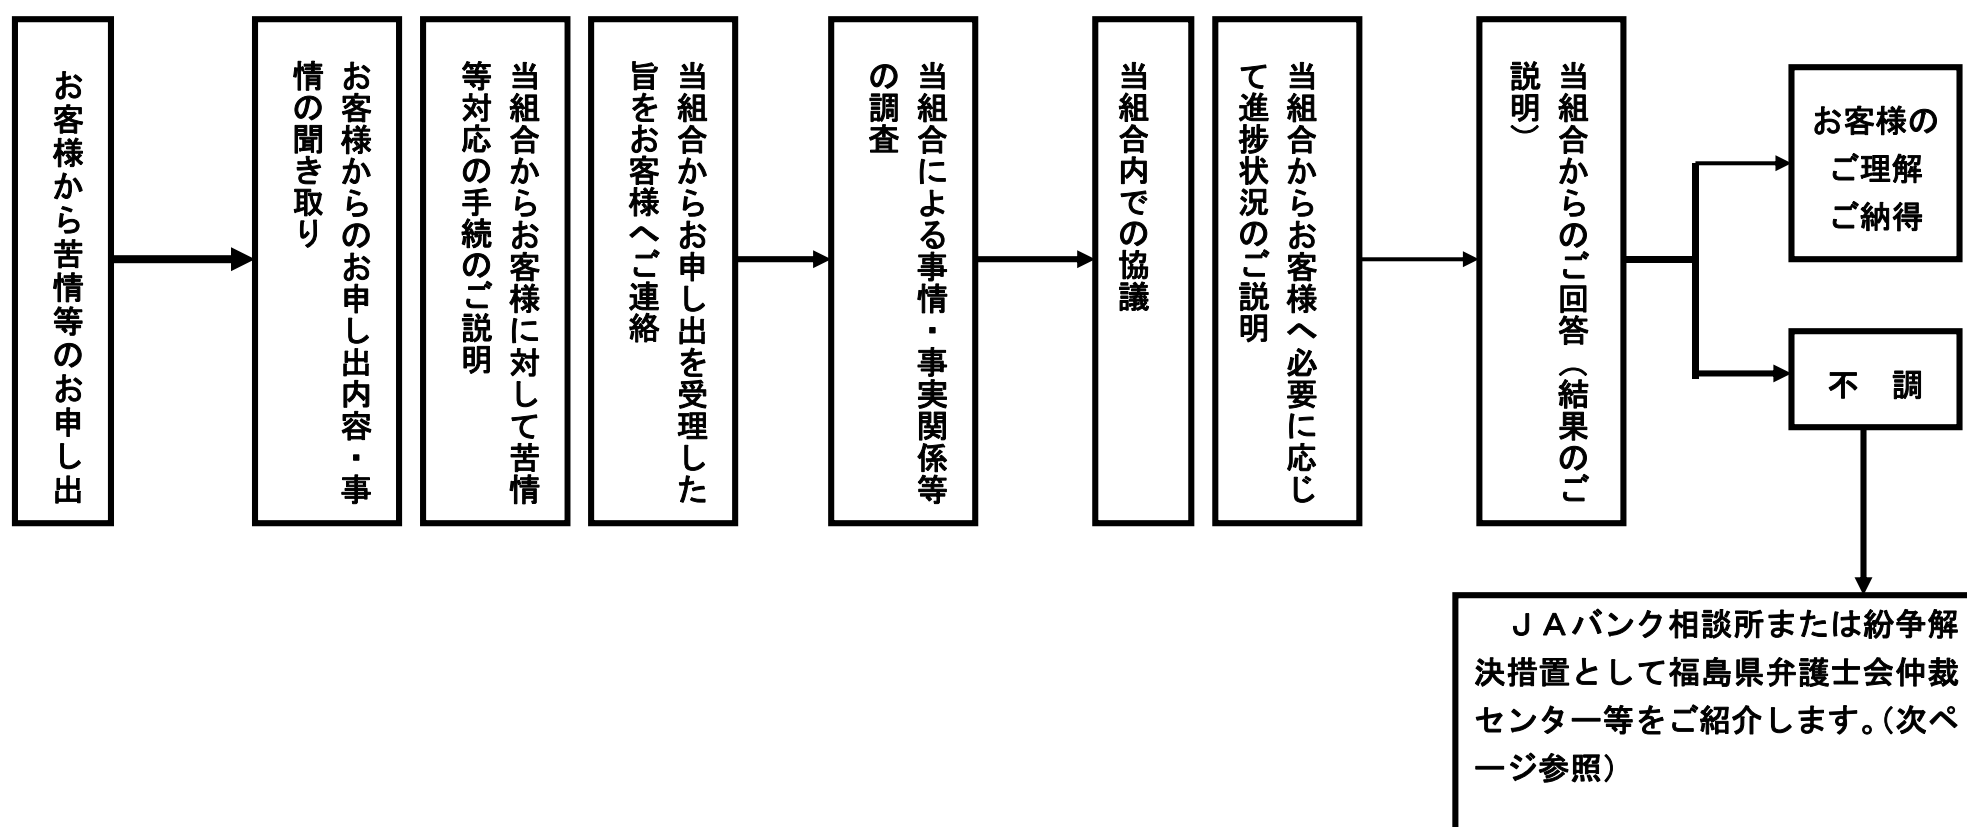 お客様から苦情等のお申し出
お客様からのお申し出内容・事
情の聞き取り
当組合からお客様に対して苦情
等対応の手続のご説明
当組合からお申し出を受理した
旨をお客様へご連絡
当組合による事情・事実関係等
の調査
当組合内での協議
当組合からお客様へ必要に応じ
て進捗状況のご説明
当組合からのご回答（結果のご
説明）
お客様の
ご理解
ご納得
不　調
ＪＡバンク相談所または紛争解
決措置として福島県弁護士会仲裁
センター等をご紹介します。（次ペ
ージ参照）